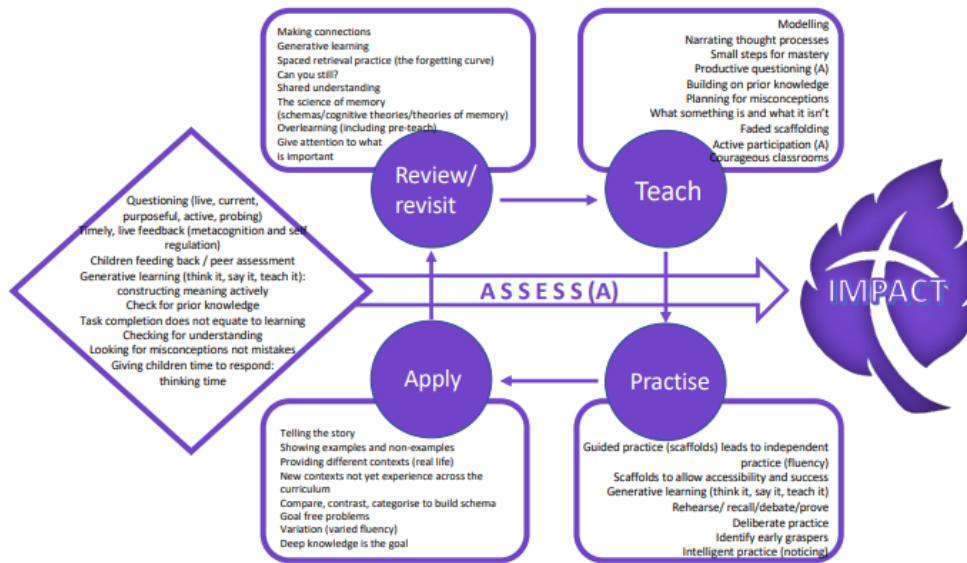 Making connections
Generative learning
Spaced retrieval practice (the forgetting curve)
Can you still?
Shared understanding
The science of memory
(schemas/cognitive theories/theories of memory)
Overlearning (including pre-teach)
Give attention to what
is important
Review/
revisit
Modelling
Narrating thought processes
Small steps for mastery
Productive questioning (A)
Building on prior knowledge
Planning for misconceptions
What something is and what it isn't
Faded scaffolding
Active participation (A)
Courageous classrooms
Teach
Questioning (live, current,
purposeful, active, probing)
Timely, live feedback (metacognition and self
regulation)
Children feeding back / peer assessment
Generative learning (think it, say it, teach it):
constructing meaning actively
Check for prior knowledge
Task completion does not equate to learning
Checking for understanding
Looking for misconceptions not mistakes
Giving children time to respond:
thinking time
ASSESS (A)
IMPACT
Apply
Telling the story
Showing examples and non-examples
Providing different contexts (real life)
New contexts not yet experience across the
curriculum
Compare, contrast, categorise to build schema
Goal free problems
Variation (varied fluency)
Deep knowledge is the goal
Practise
Guided practice (scaffolds) leads to independent
practice (fluency)
Scaffolds to allow accessibility and success
Generative learning (think it, say it, teach it)
Rehearse/ recall/debate/prove
Deliberate practice
Identify early graspers
Intelligent practice (noticing)